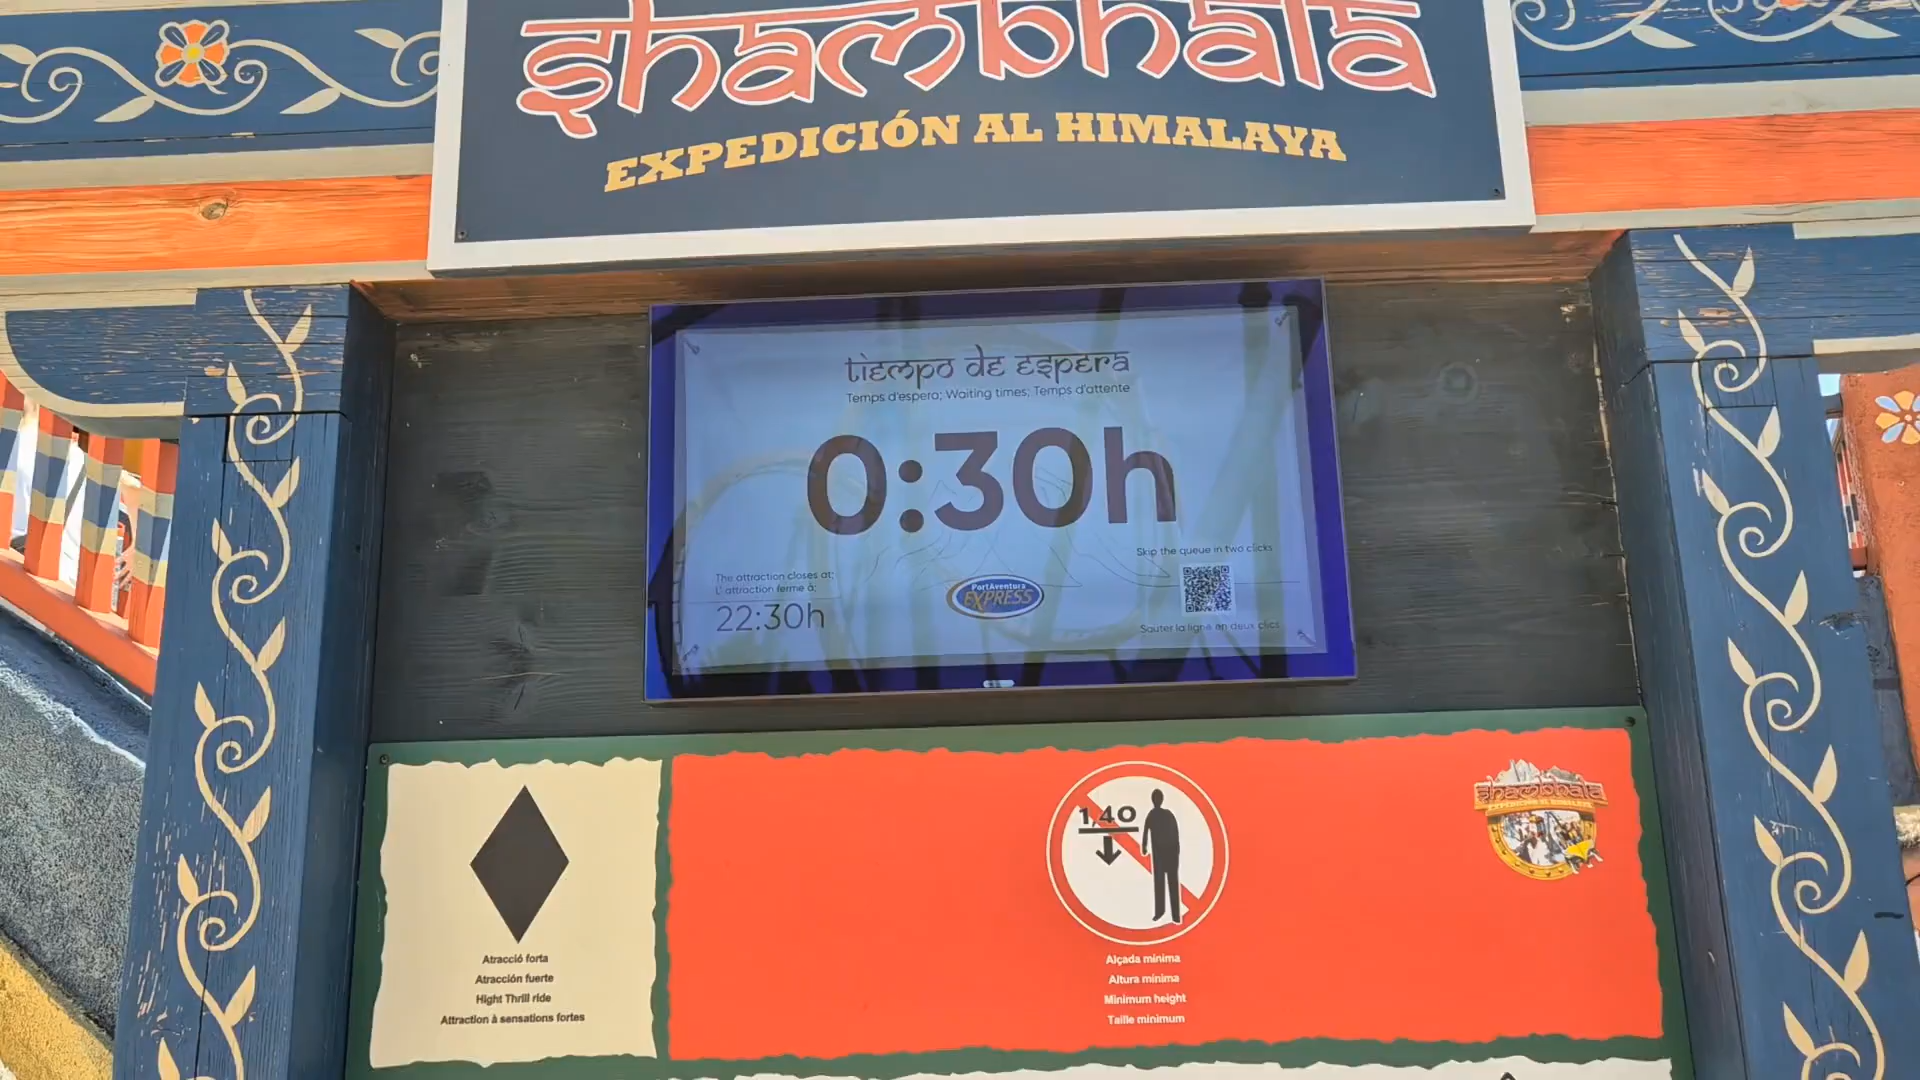 Shambhala
EXPEDICIÓN AL HIMALAYA
tiempo de espera
Temps d'espera; Waiting times; Temps d'attente
0:30h
Skip the queue in two clicks
The attraction closes at:
L' attraction ferme à:
22:30h
PortAventura
EXPRESS
Sauter la ligne en deux clics
1,40
shambhala
EXPEDICIÓN AL HIMALAYA
Atracció forta
Atracción fuerte
Hight Thrill ride
Attraction à sensations fortes
Alçada mínima
Altura mínima
Minimum height
Taille minimum